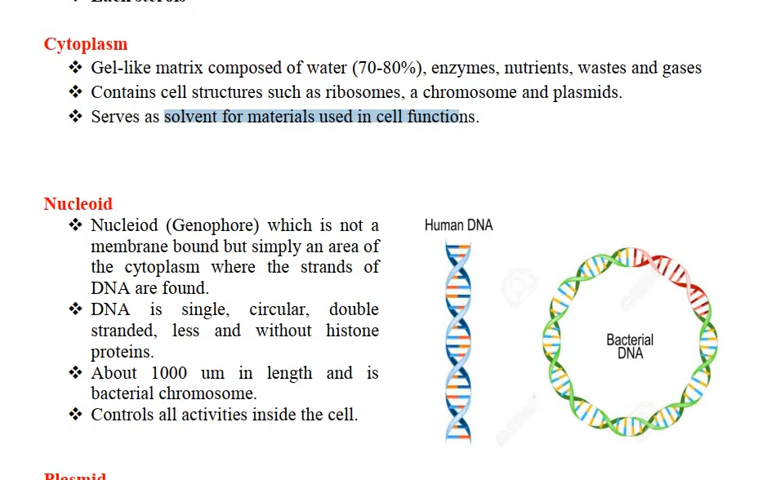 Cytoplasm
❖ Gel-like matrix composed of water (70-80%), enzymes, nutrients, wastes and gases
❖ Contains cell structures such as ribosomes, a chromosome and plasmids.
❖ Serves as solvent for materials used in cell functions.
Nucleoid
❖ Nucleiod (Genophore) which is not a
membrane bound but simply an area of
the cytoplasm where the strands of
DNA are found.
❖ DNA is single, circular, double
stranded, less and without histone
proteins.
❖ About 1000 um in length and is
bacterial chromosome.
❖ Controls all activities inside the cell.
Human DNA
Bacterial
DNA
Plasmid